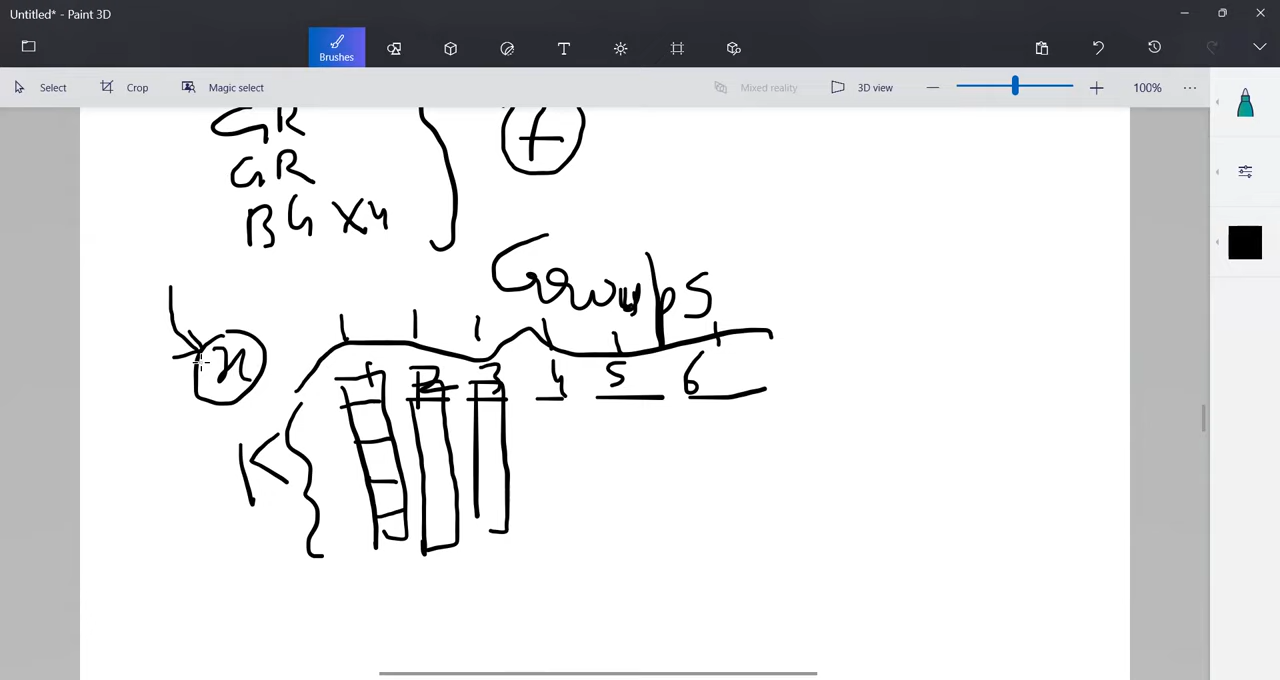 Untitled* - Paint 3D
Brushes
Select
Crop
Magic select
Mixed reality
3D view
100%
GR
GR
BG X4
f
Groups
n
1 2 3 4 5 6
K